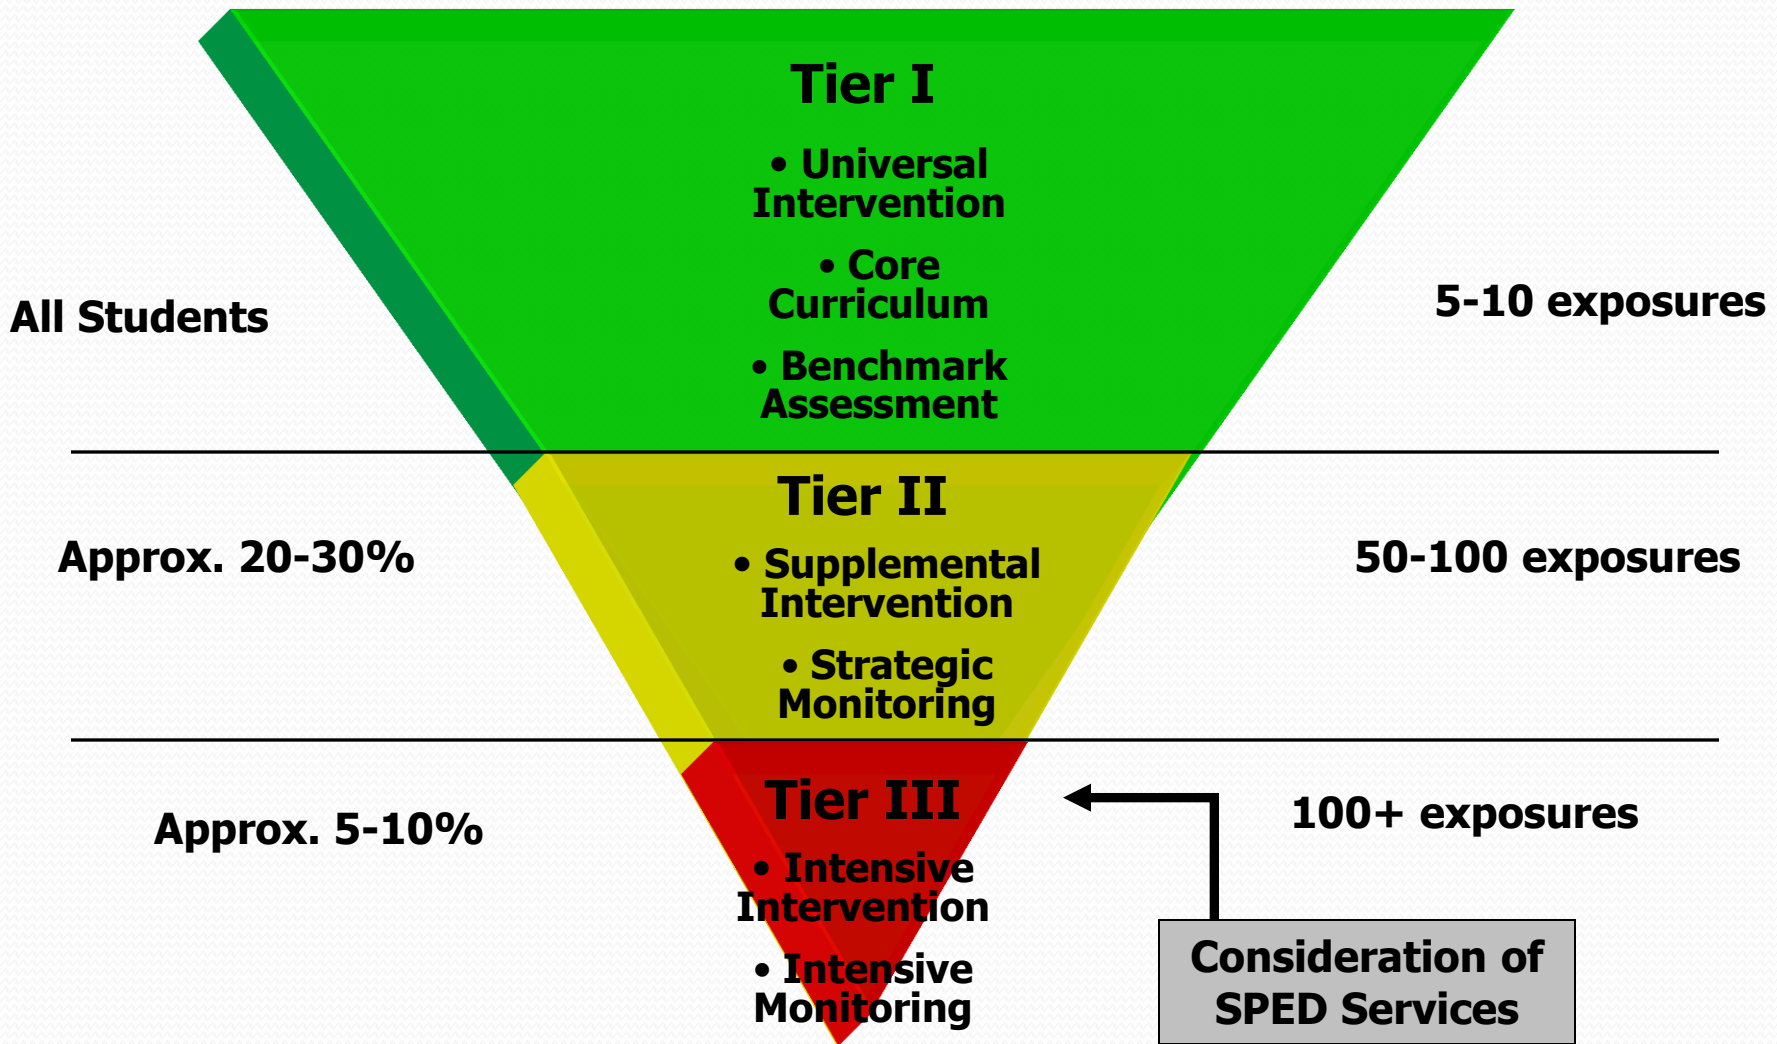 Tier I
• Universal
Intervention
• Core
Curriculum
• Benchmark
Assessment
All Students
5-10 exposures
Tier II
• Supplemental
Intervention
• Strategic
Monitoring
Approx. 20-30%
50-100 exposures
Tier III
• Intensive
Intervention
• Intensive
Monitoring
Approx. 5-10%
100+ exposures
Consideration of
SPED Services